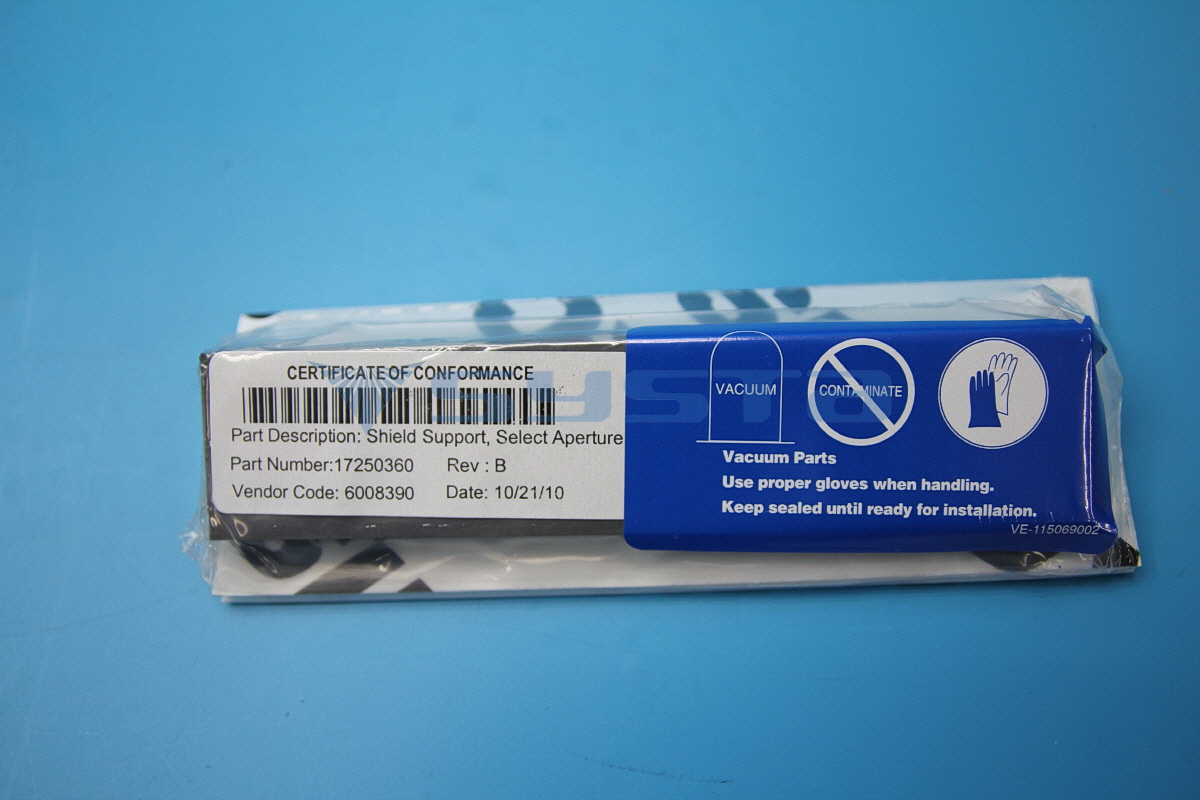 CERTIFICATE OF CONFORMANCE
Part Description: Shield Support, Select Aperture
Part Number:17250360 Rev : B
Vendor Code: 6008390 Date: 10/21/10
VACUUM
CONTAMINATE
Vacuum Parts
Use proper gloves when handling.
Keep sealed until ready for installation.
VE-115069002